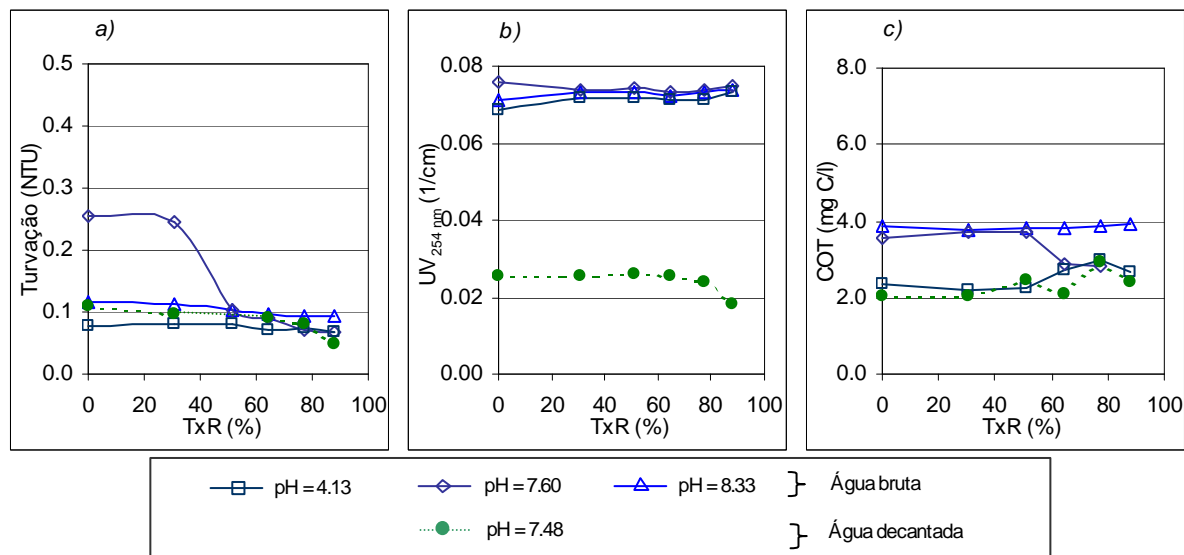 a)
Turvação (NTU)
0.5
0.4
0.3
0.2
0.1
0.0
0 20 40 60 80 100
TxR (%)
b)
UV254 nm (1/cm)
0.08
0.06
0.04
0.02
0.00
0 20 40 60 80 100
TxR (%)
c)
COT (mg C/l)
8.0
6.0
4.0
2.0
0.0
0 20 40 60 80 100
TxR (%)
pH = 4.13 pH = 7.60 pH = 8.33 } Água bruta
pH = 7.48 } Água decantada